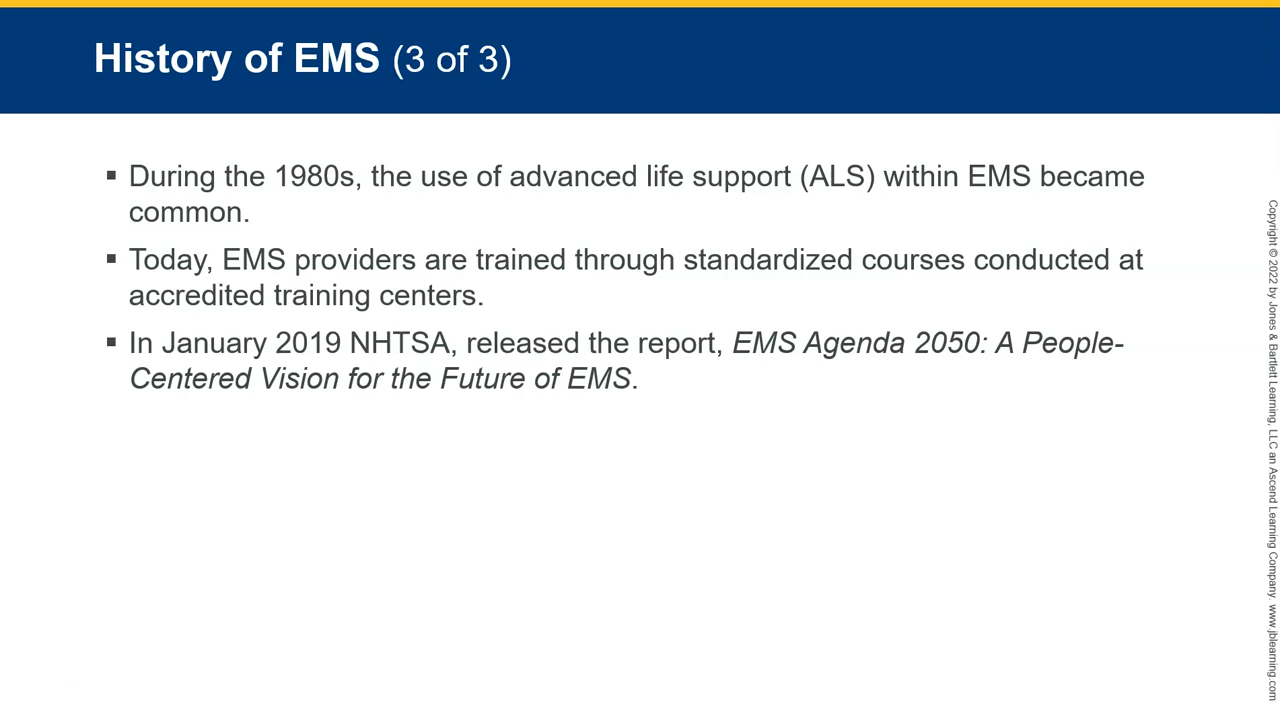 History of EMS (3 of 3)
▪ During the 1980s, the use of advanced life support (ALS) within EMS became
common.
▪ Today, EMS providers are trained through standardized courses conducted at
accredited training centers.
▪ In January 2019 NHTSA, released the report, EMS Agenda 2050: A People-
Centered Vision for the Future of EMS.
Copyright © 2022 by Jones & Bartlett Learning, LLC an Ascend Learning Company. www.jblearning.com